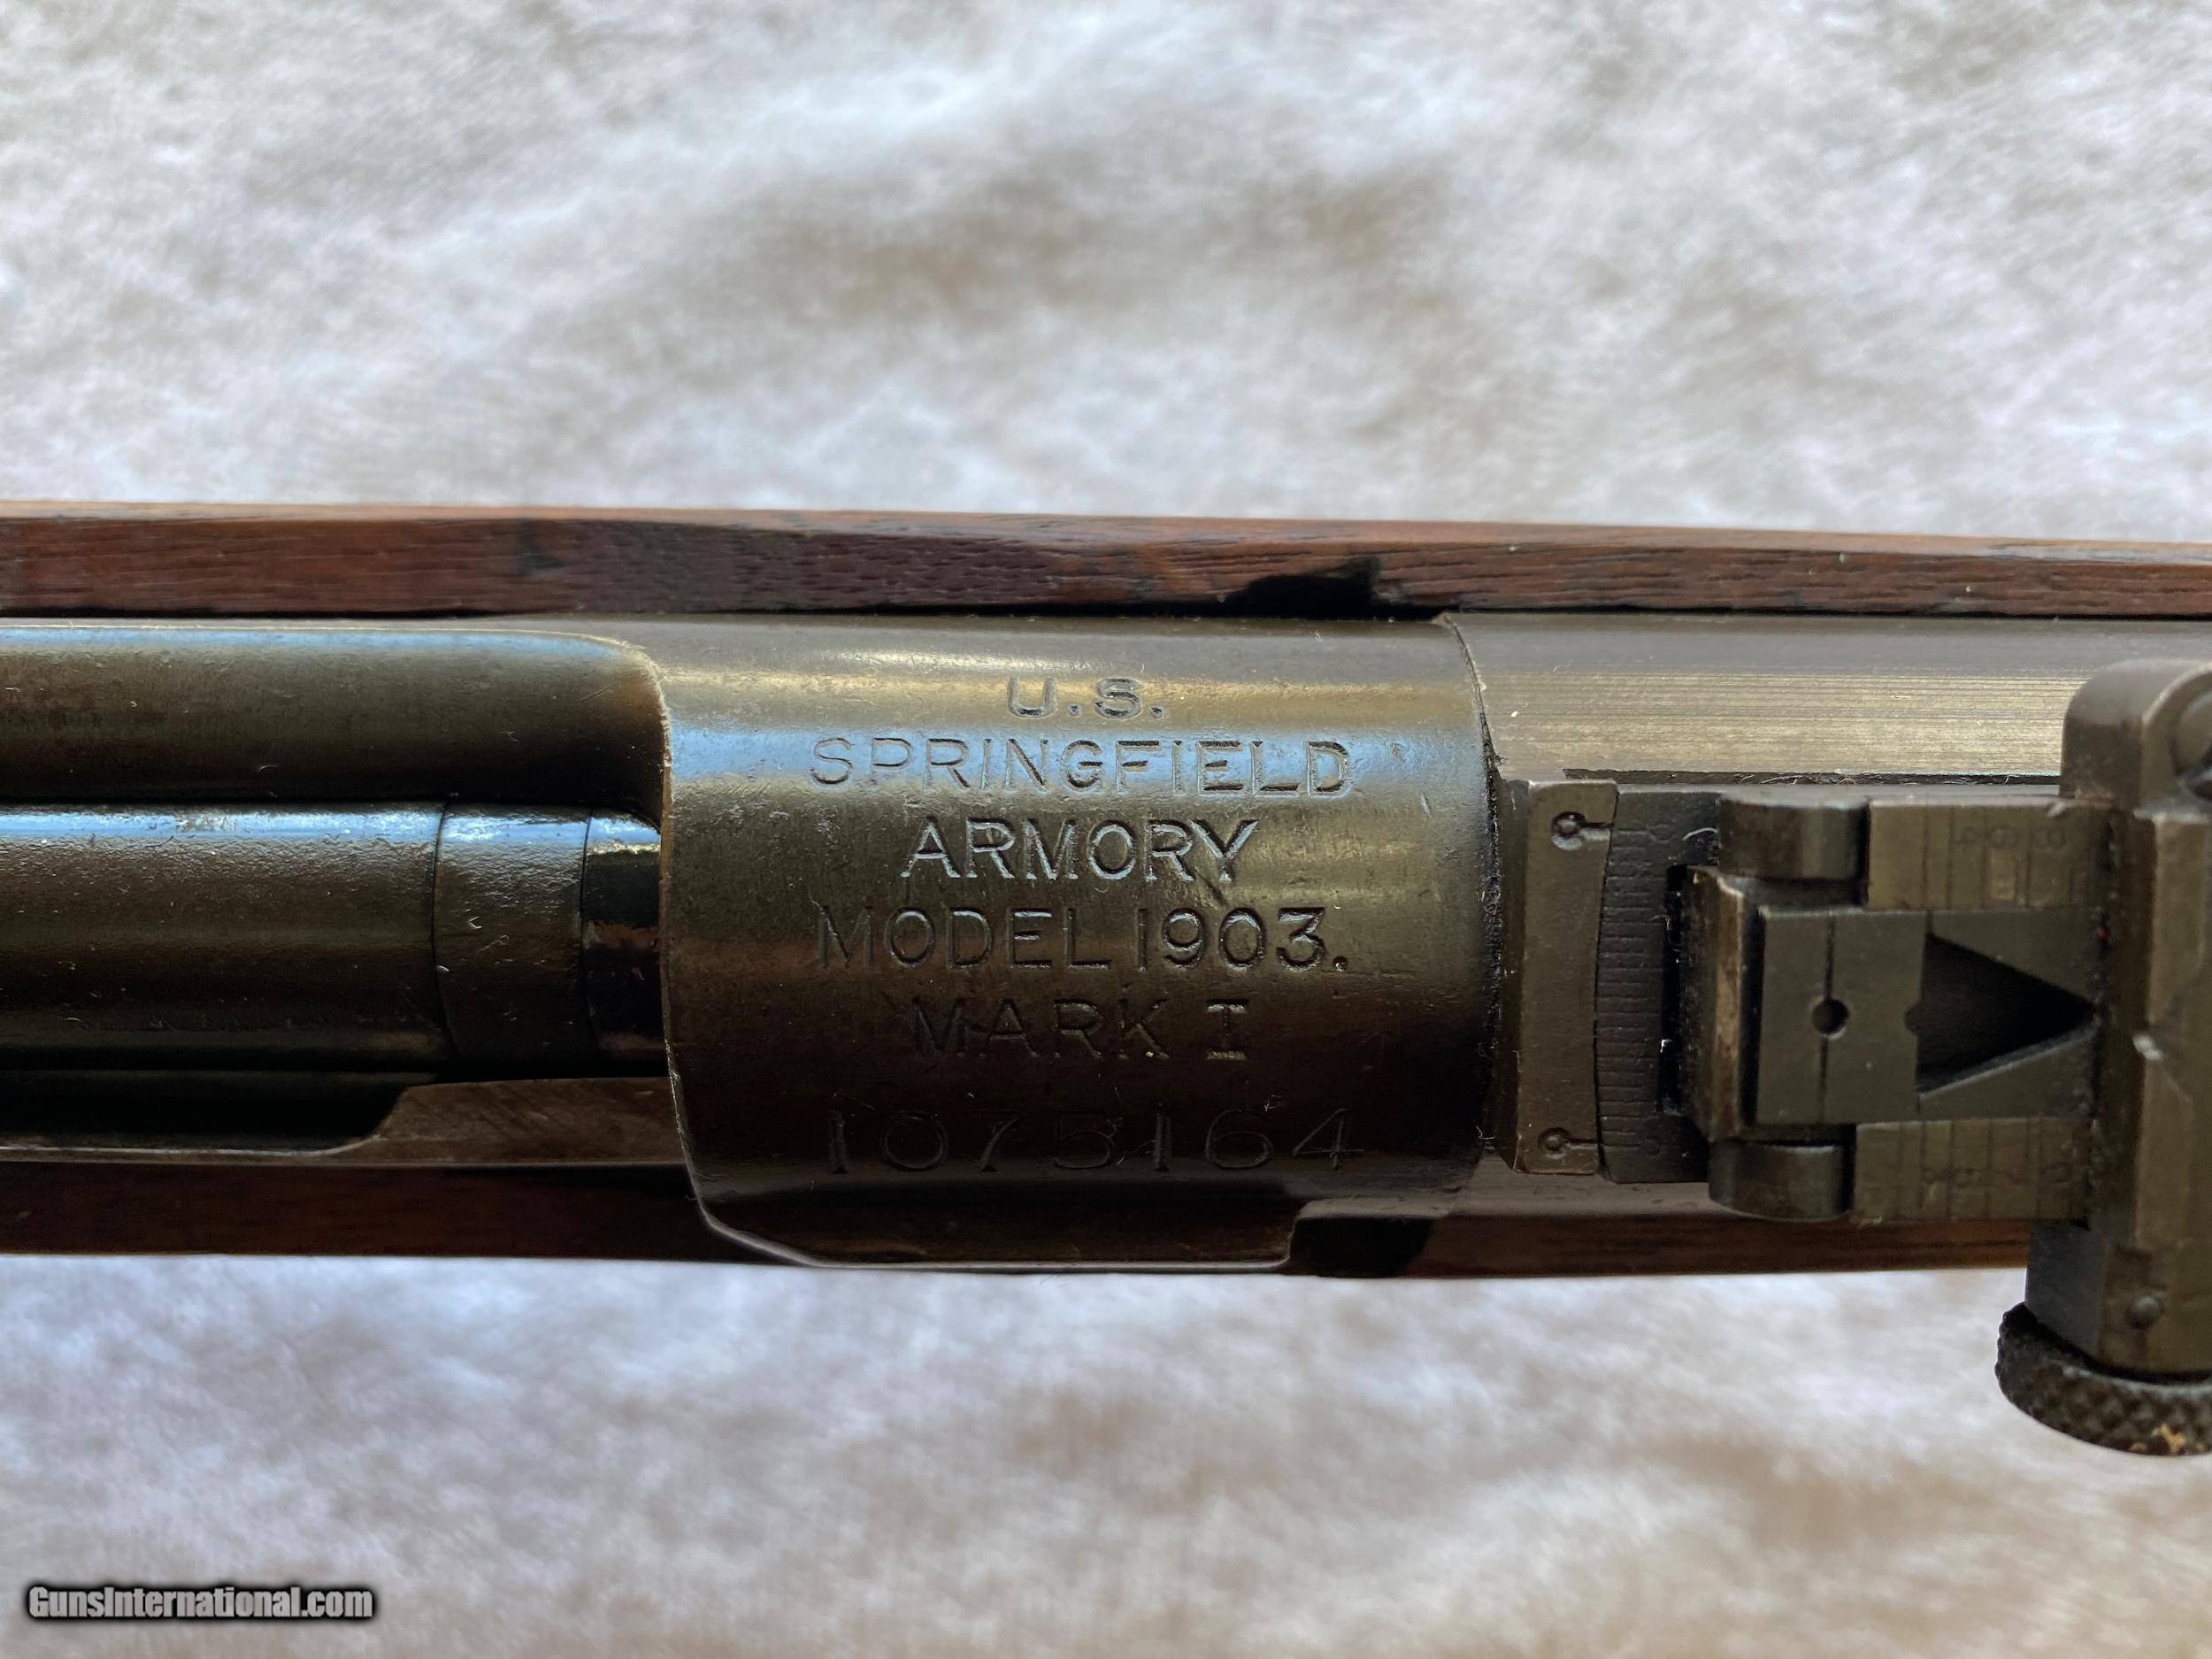 U.S.
SPRINGFIELD
ARMORY
MODEL 1903.
MARK I
1075164
GunsInternational.com